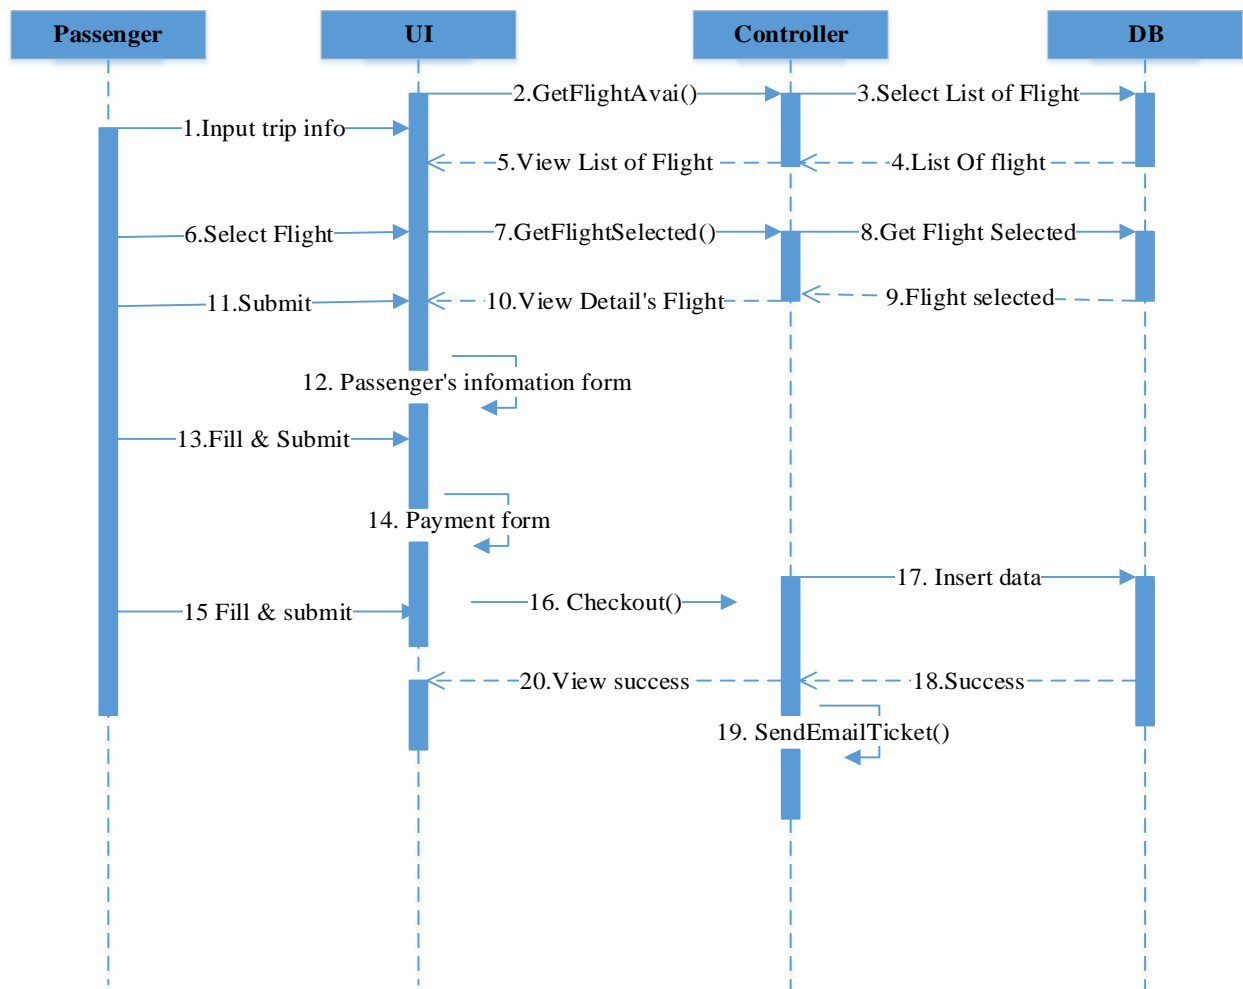 Passenger
UI
Controller
DB
2.GetFlightAvai()
3.Select List of Flight
1.Input trip info
5.View List of Flight
4.List Of flight
6.Select Flight
7.GetFlightSelected()
8.Get Flight Selected
11.Submit
10.View Detail's Flight
9.Flight selected
12. Passenger's infomation form
13.Fill & Submit
14. Payment form
17. Insert data
15 Fill & submit
16. Checkout()
20.View success
18.Success
19. SendEmailTicket()